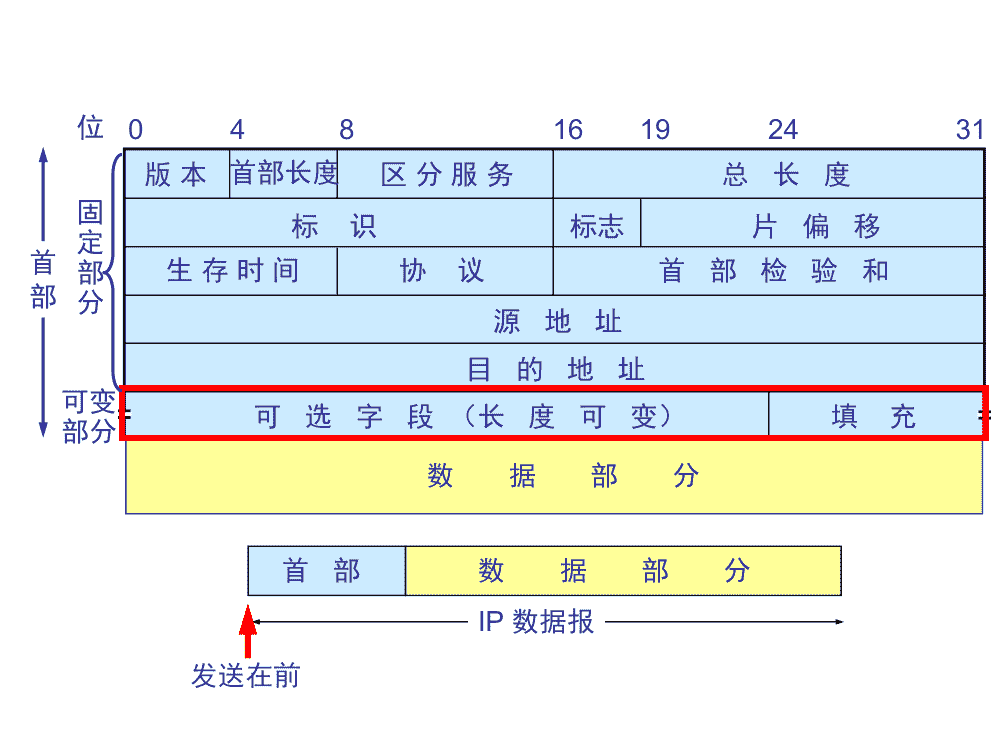 位 0 4 8 16 19 24 31
版本 首部长度 区分服务 总长度
标识 标志 片偏移
生存时间 协议 首部检验和
源地址
目的地址
可选字段（长度可变） 填充
数据部分
首部
固定部分
可变部分
首部 数据部分
IP 数据报
发送在前